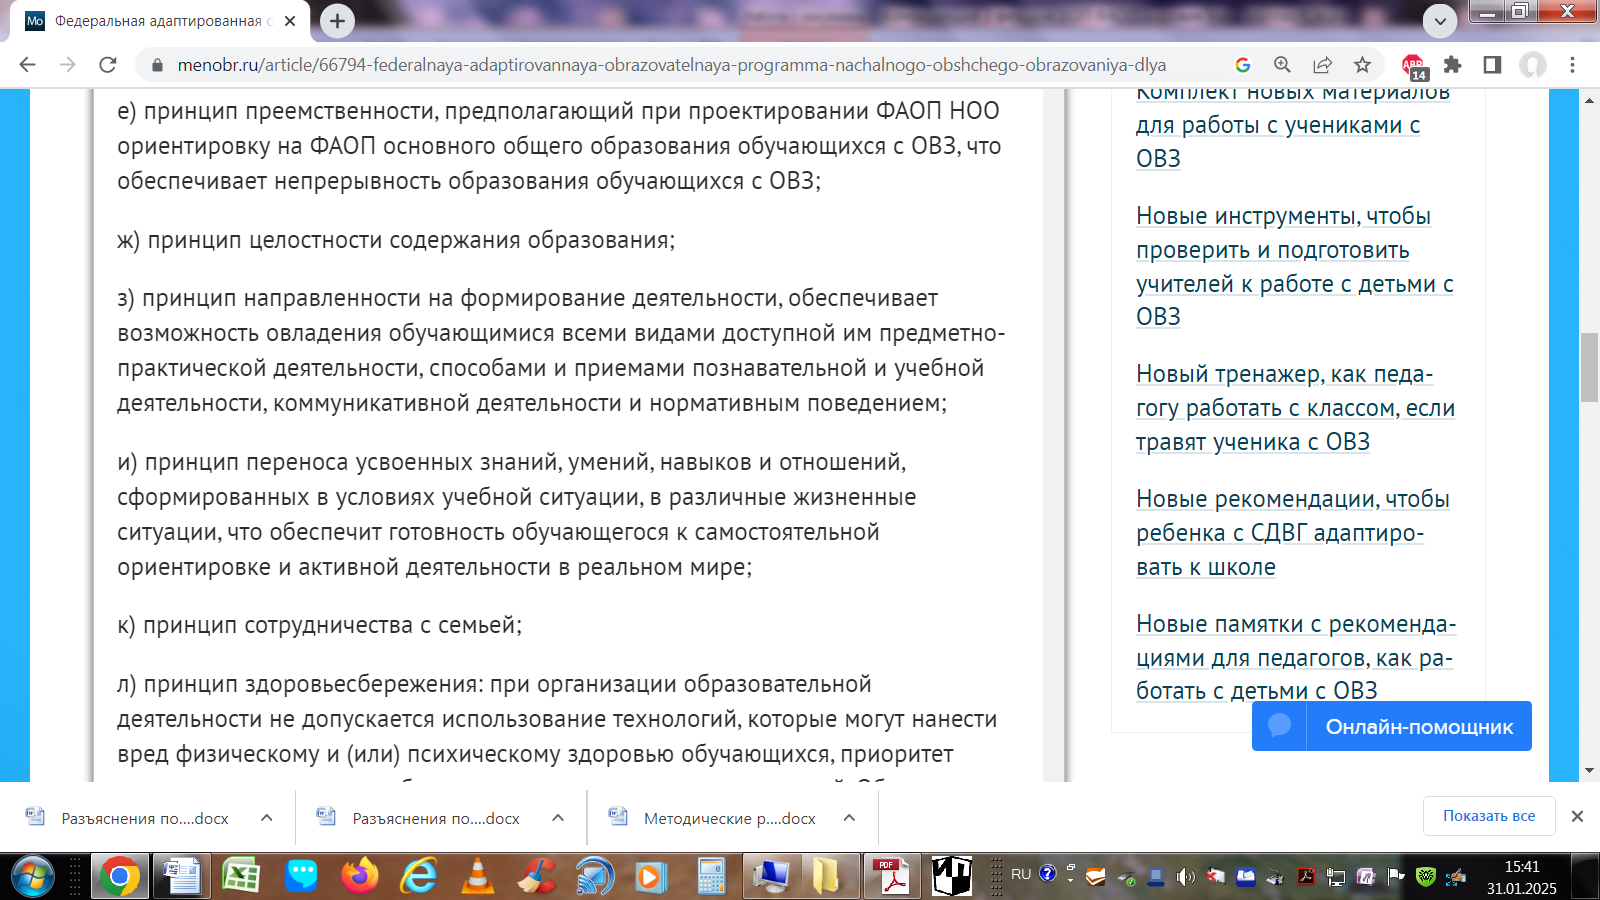 Федеральная адаптированная с
menobr.ru/article/66794-federalnaya-adaptirovannaya-obrazovatelnaya-programma-nachalnogo-obshchego-obrazovaniya-dlya
ABP
14
е) принцип преемственности, предполагающий при проектировании ФАОП НОО
ориентировку на ФАОП основного общего образования обучающихся с ОВЗ, что
обеспечивает непрерывность образования обучающихся с ОВЗ;
ж) принцип целостности содержания образования;
з) принцип направленности на формирование деятельности, обеспечивает
возможность овладения обучающимися всеми видами доступной им предметно-
практической деятельности, способами и приемами познавательной и учебной
деятельности, коммуникативной деятельности и нормативным поведением;
и) принцип переноса усвоенных знаний, умений, навыков и отношений,
сформированных в условиях учебной ситуации, в различные жизненные
ситуации, что обеспечит готовность обучающегося к самостоятельной
ориентировке и активной деятельности в реальном мире;
к) принцип сотрудничества с семьей;
л) принцип здоровьесбережения: при организации образовательной
деятельности не допускается использование технологий, которые могут нанести
вред физическому и (или) психическому здоровью обучающихся, приоритет
Комплект новых материалов
для работы с учениками с
ОВЗ
Новые инструменты, чтобы
проверить и подготовить
учителей к работе с детьми с
ОВЗ
Новый тренажер, как педа-
гогу работать с классом, если
травят ученика с ОВЗ
Новые рекомендации, чтобы
ребенка с СДВГ адаптиро-
вать к школе
Новые памятки с рекоменда-
циями для педагогов, как ра-
ботать с детьми с ОВЗ
Онлайн-помощник
Разъяснения по....docx
Разъяснения по....docx
Методические р....docx
Показать все
PDF
RU
15:41
31.01.2025